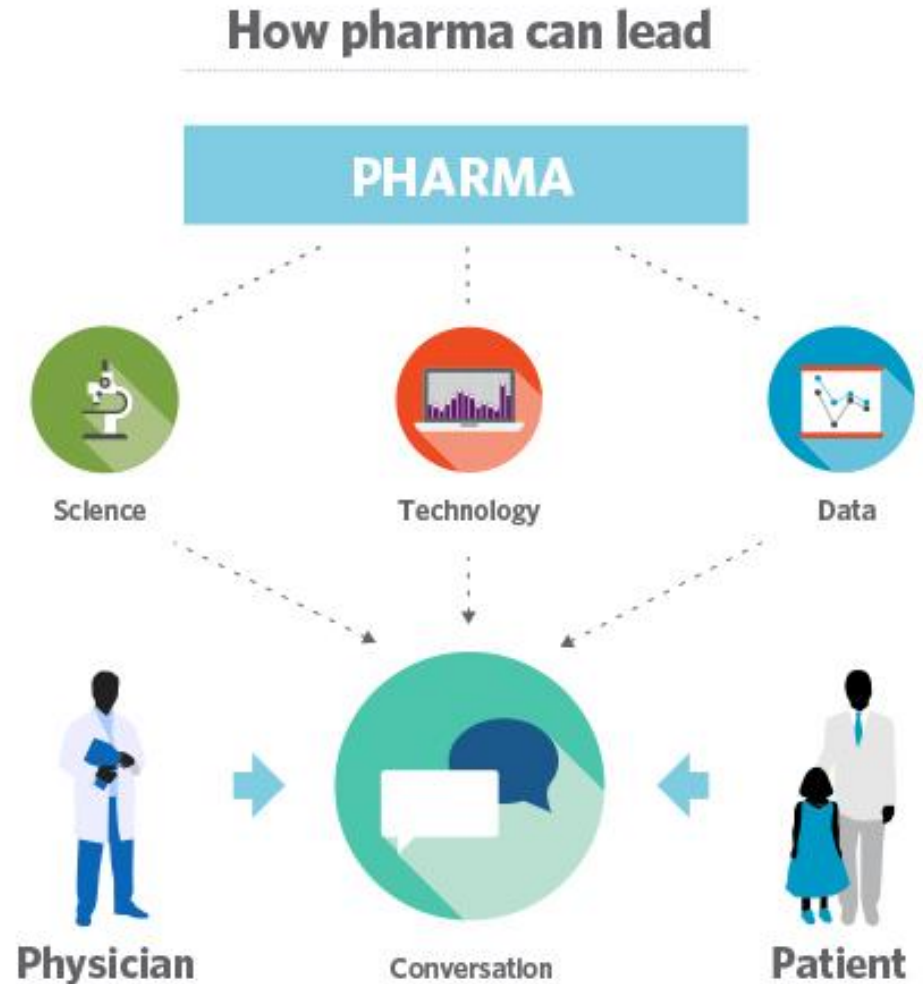 How pharma can lead
PHARMA
Science
Technology
Data
Physician
Conversation
Patient